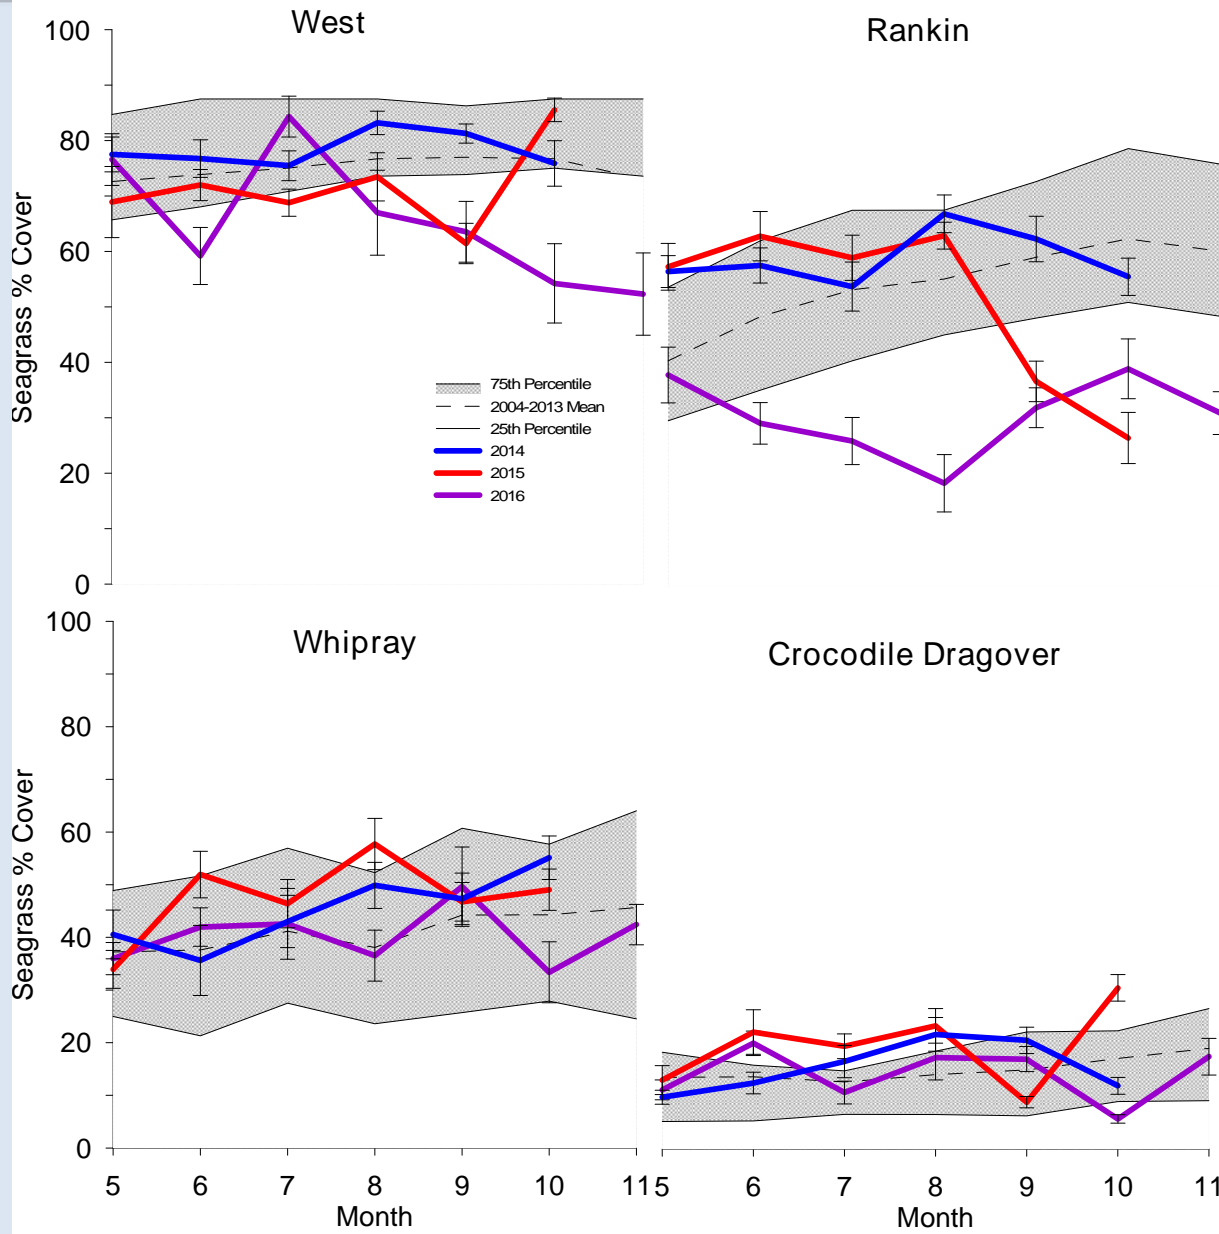 West
Rankin
100
80
60
40
20
0
Seagrass % Cover
75th Percentile
2004-2013 Mean
25th Percentile
2014
2015
2016
Whipray
Crocodile Dragover
100
80
60
40
20
0
Seagrass % Cover
5 6 7 8 9 10 11
Month
5 6 7 8 9 10 11
Month